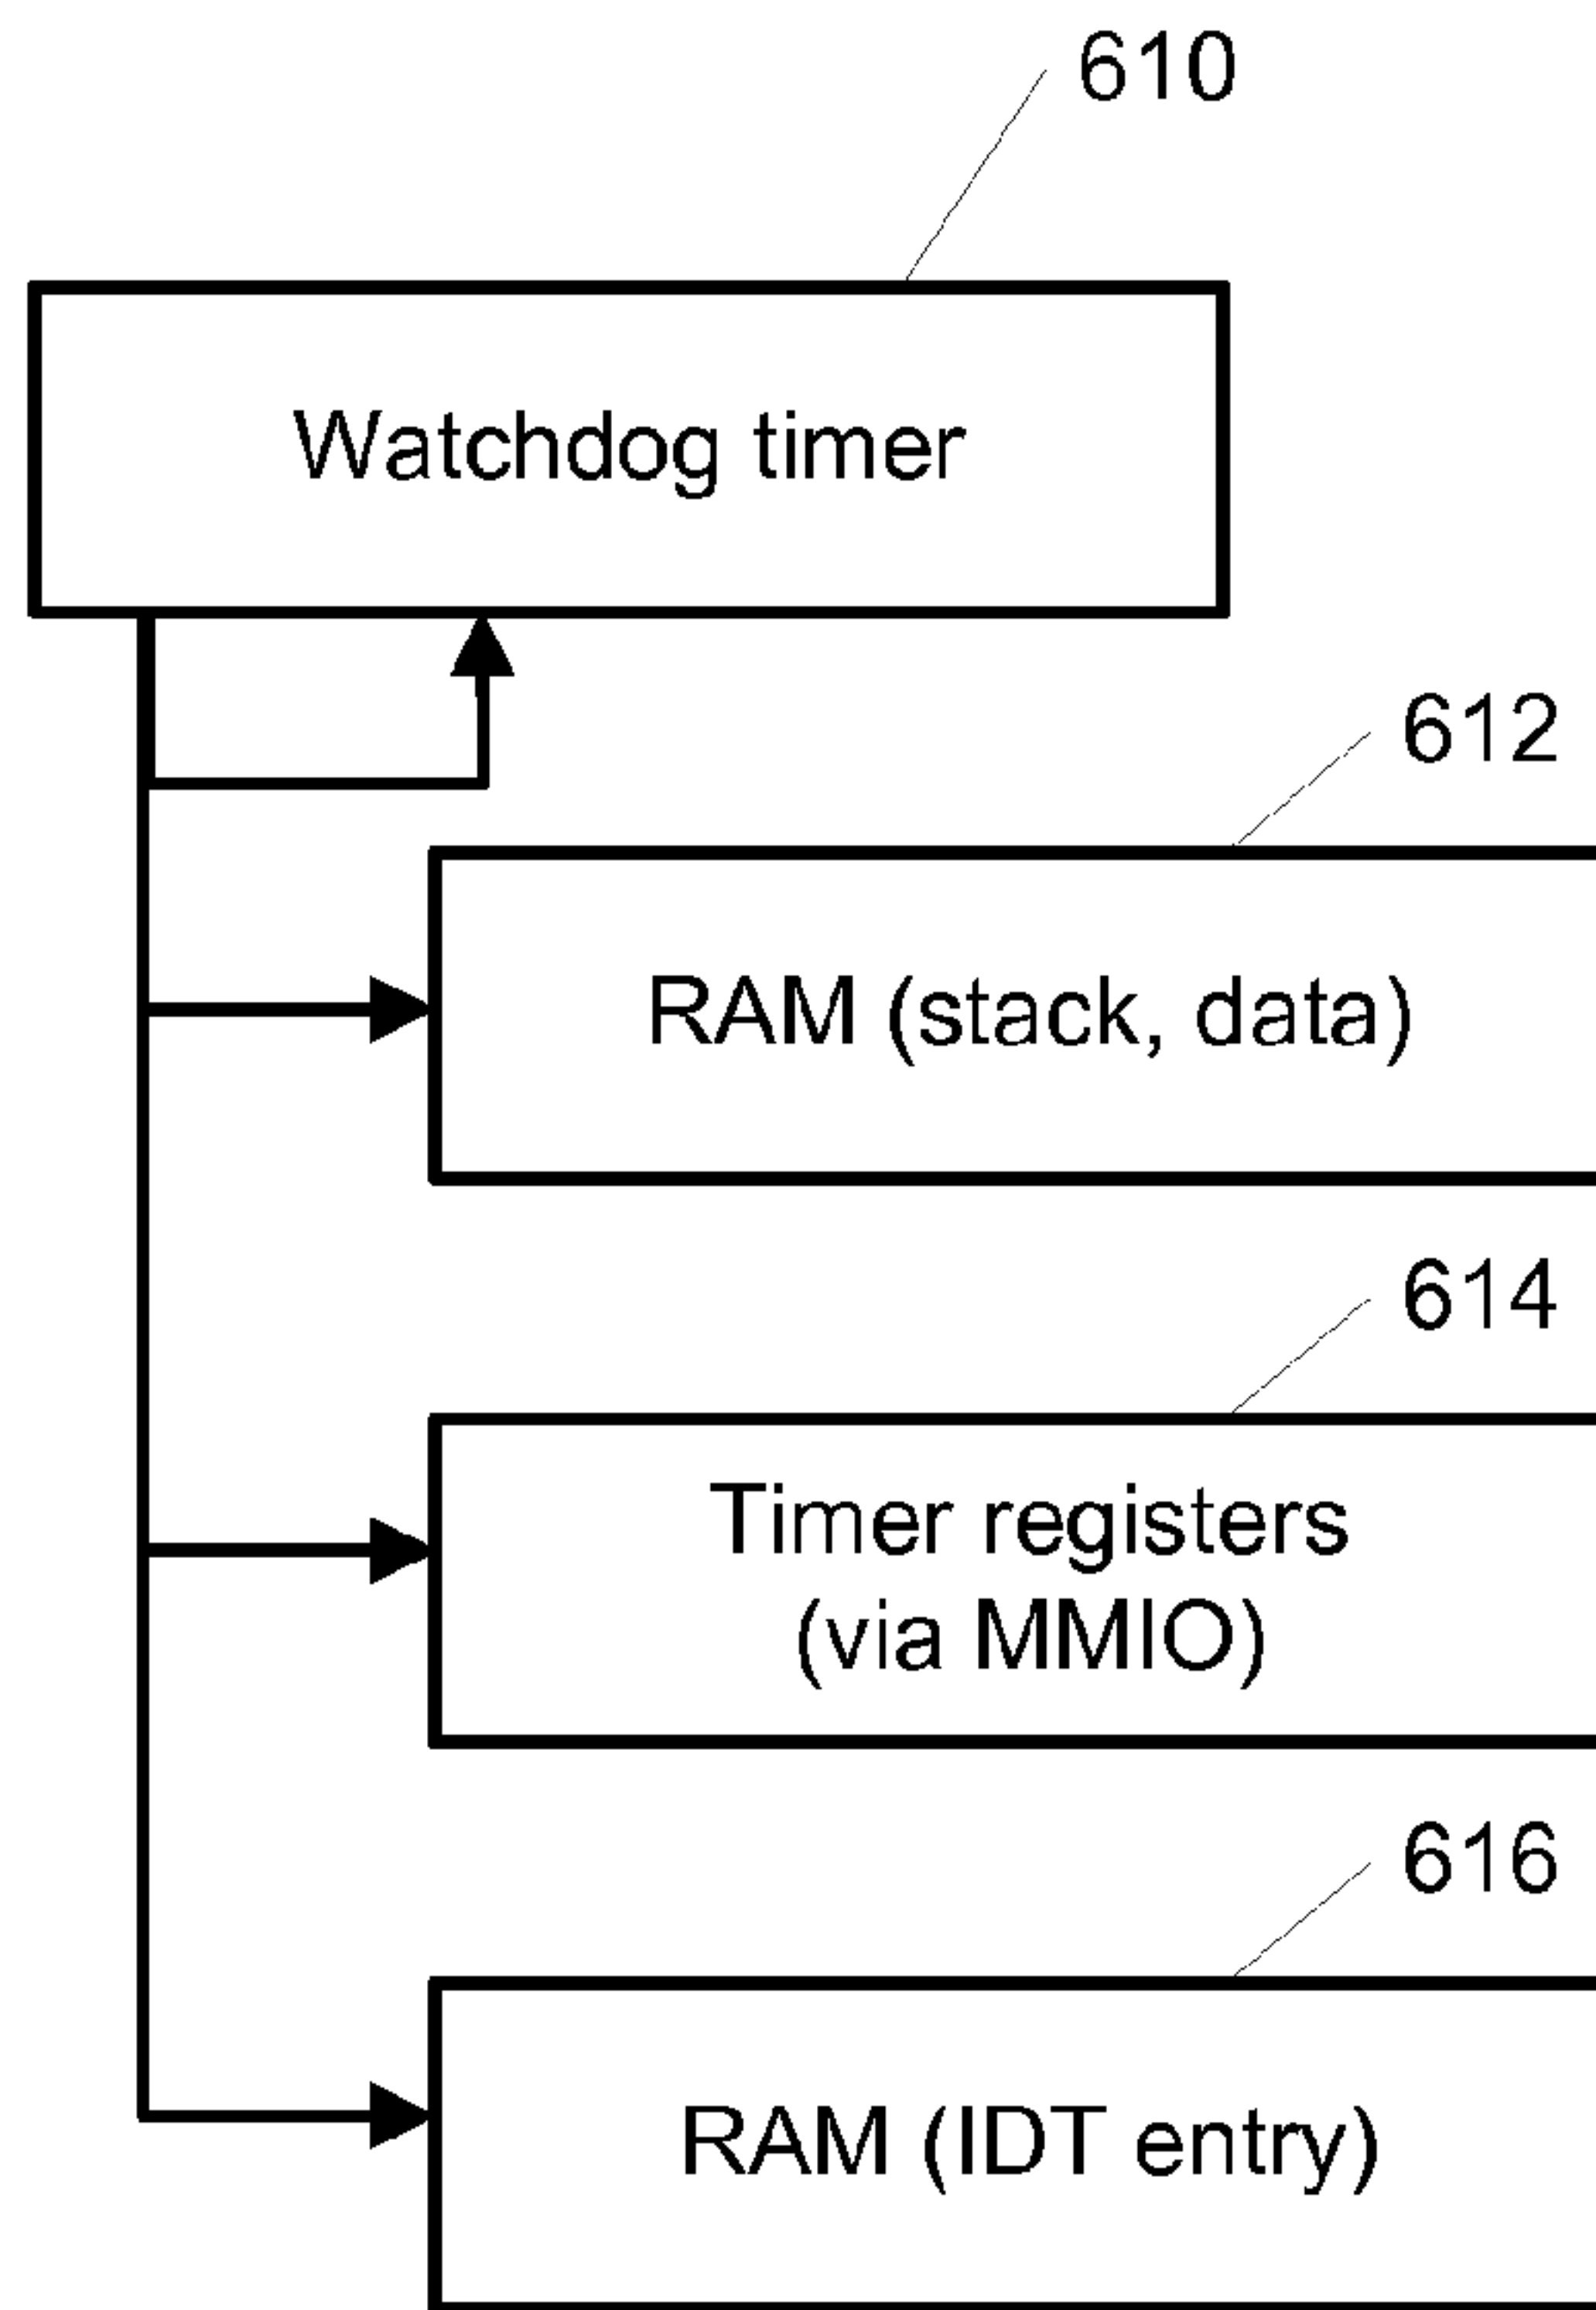 610
Watchdog timer
612
RAM (stack, data)
614
Timer registers
(via MMIO)
616
RAM (IDT entry)